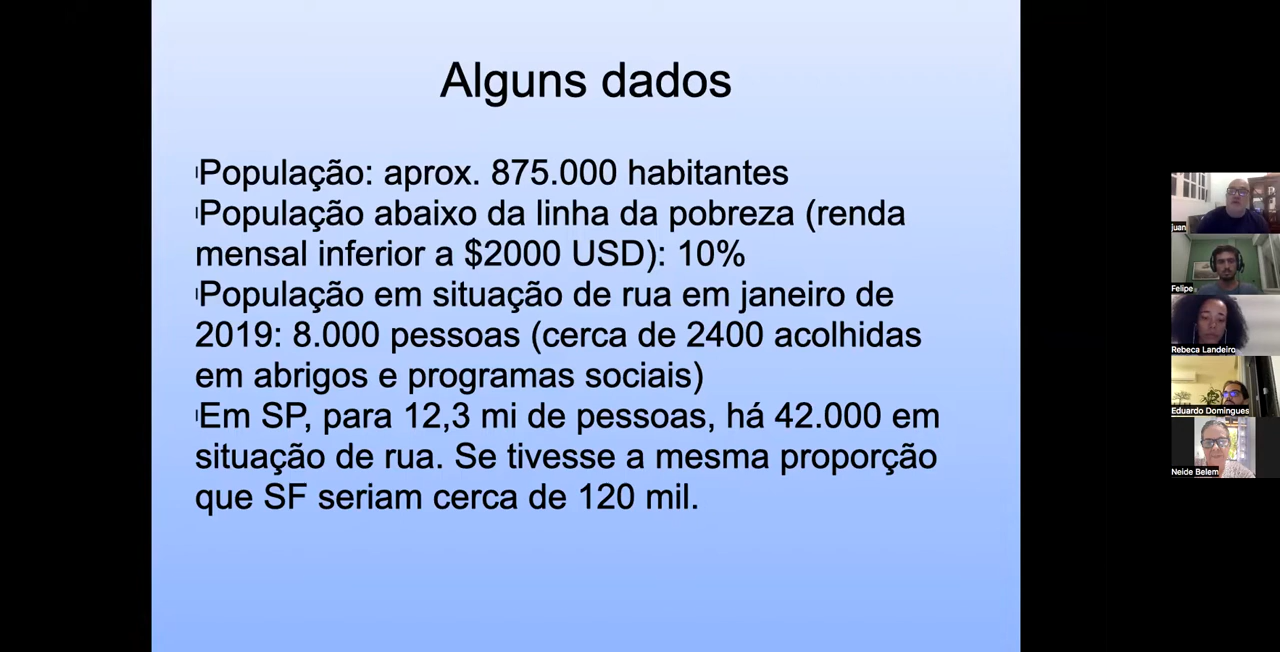 Alguns dados
População: aprox. 875.000 habitantes
População abaixo da linha da pobreza (renda
mensal inferior a $2000 USD): 10%
População em situação de rua em janeiro de
2019: 8.000 pessoas (cerca de 2400 acolhidas
em abrigos e programas sociais)
Em SP, para 12,3 mi de pessoas, há 42.000 em
situação de rua. Se tivesse a mesma proporção
que SF seriam cerca de 120 mil.
juan
Felipe
Rebeca Landeiro
Eduardo Domingues
Neide Belem